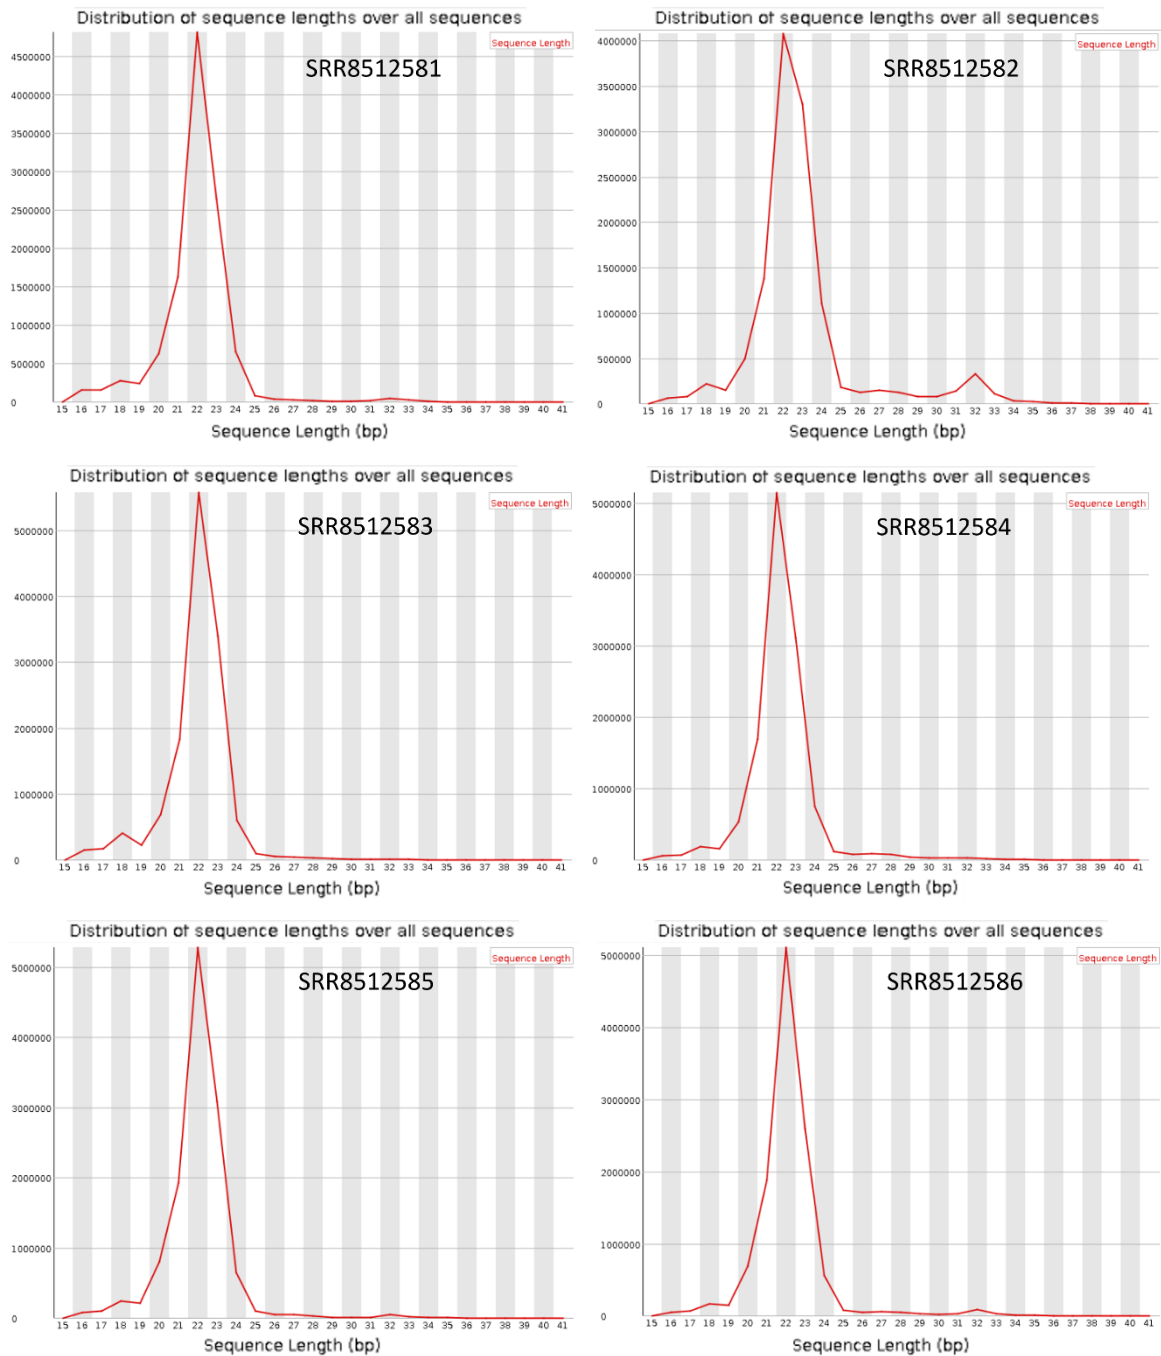 Distribution of sequence lengths over all sequences
Sequence Length
SRR8512581
4500000
4000000
3500000
3000000
2500000
2000000
1500000
1000000
500000
0
15 16 17 18 19 20 21 22 23 24 25 26 27 28 29 30 31 32 33 34 35 36 37 38 39 40 41
Sequence Length (bp)
Distribution of sequence lengths over all sequences
Sequence Length
SRR8512582
4000000
3500000
3000000
2500000
2000000
1500000
1000000
500000
0
15 16 17 18 19 20 21 22 23 24 25 26 27 28 29 30 31 32 33 34 35 36 37 38 39 40 41
Sequence Length (bp)
Distribution of sequence lengths over all sequences
Sequence Length
SRR8512583
5000000
4000000
3000000
2000000
1000000
0
15 16 17 18 19 20 21 22 23 24 25 26 27 28 29 30 31 32 33 34 35 36 37 38 39 40 41
Sequence Length (bp)
Distribution of sequence lengths over all sequences
Sequence Length
SRR8512584
5000000
4000000
3000000
2000000
1000000
0
15 16 17 18 19 20 21 22 23 24 25 26 27 28 29 30 31 32 33 34 35 36 37 38 39 40 41
Sequence Length (bp)
Distribution of sequence lengths over all sequences
Sequence Length
SRR8512585
5000000
4000000
3000000
2000000
1000000
0
15 16 17 18 19 20 21 22 23 24 25 26 27 28 29 30 31 32 33 34 35 36 37 38 39 40 41
Sequence Length (bp)
Distribution of sequence lengths over all sequences
Sequence Length
SRR8512586
5000000
4000000
3000000
2000000
1000000
0
15 16 17 18 19 20 21 22 23 24 25 26 27 28 29 30 31 32 33 34 35 36 37 38 39 40 41
Sequence Length (bp)